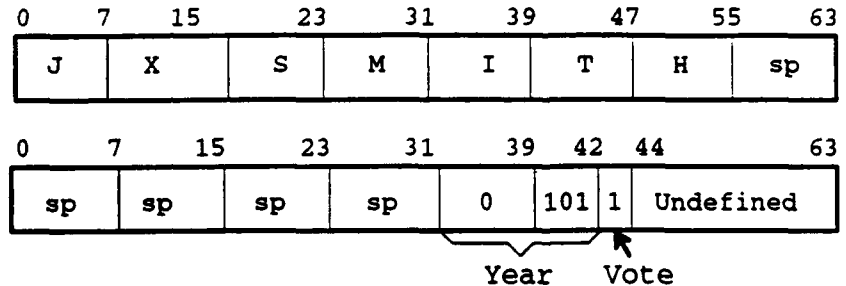 0 7 15 23 31 39 47 55 63
J X S M I T H sp
0 7 15 23 31 39 42 44 63
sp sp sp sp 0 101 1 Undefined
Year Vote